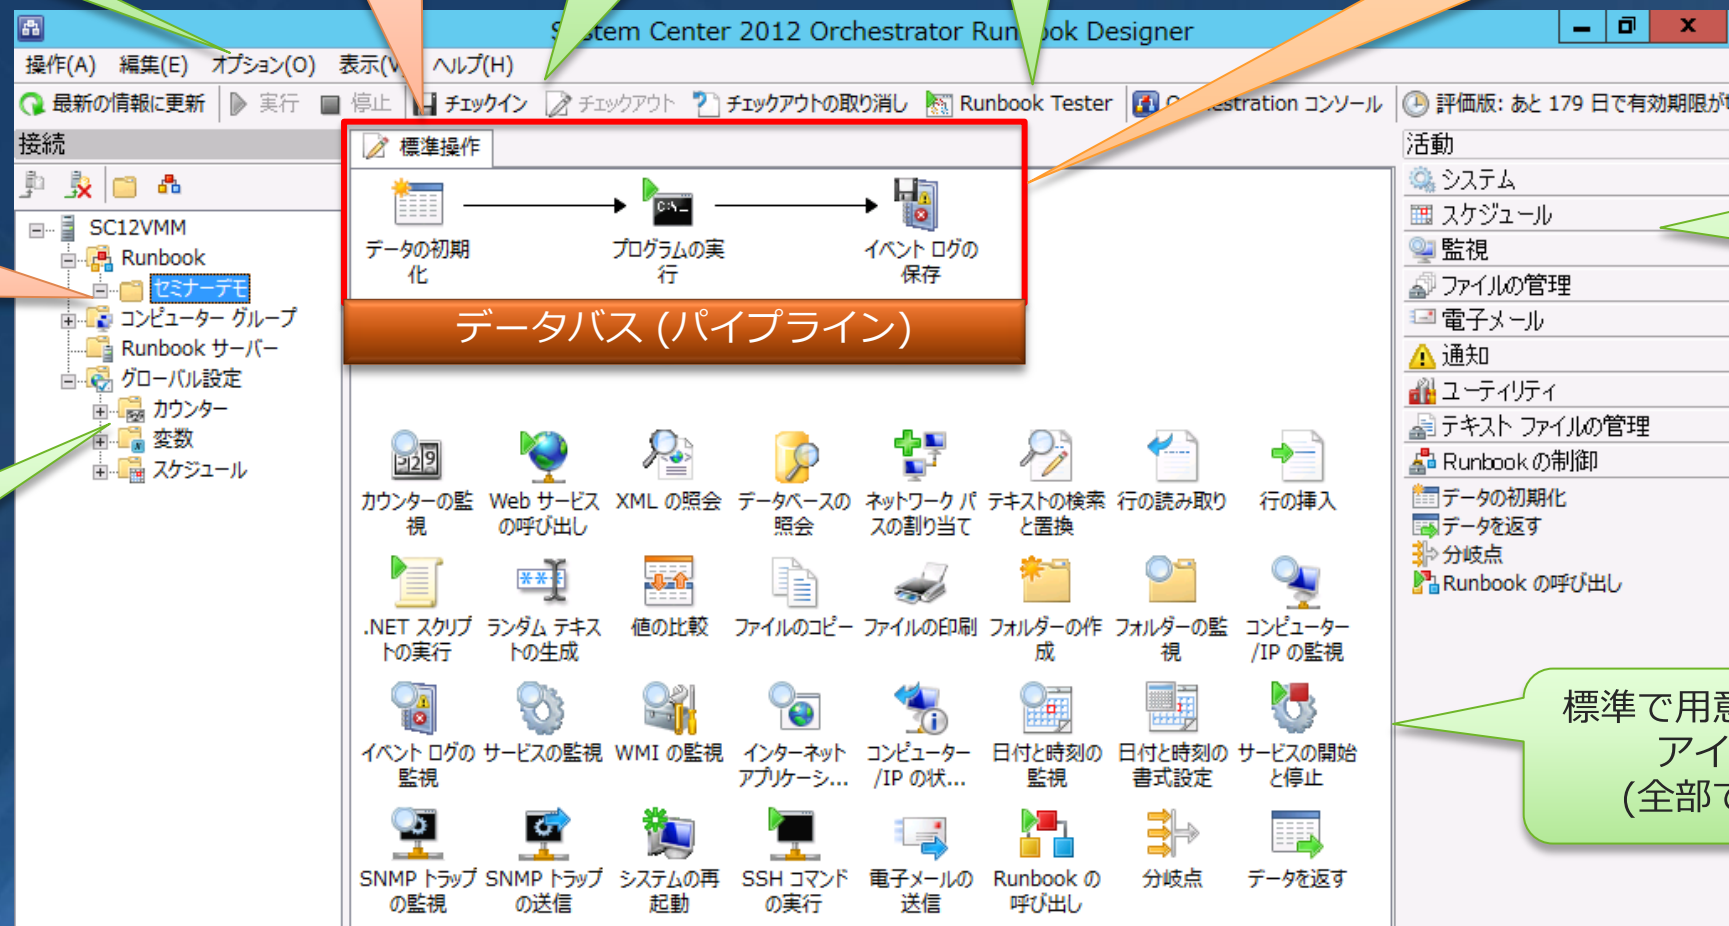 System Center 2012 Orchestrator Runbook Designer
操作(A) 編集(E) オプション(O) 表示(V) ヘルプ(H)
最新の情報に更新 実行 停止 チェックイン チェックアウト チェックアウトの取り消し Runbook Tester Orchestration コンソール 評価版: あと 179 日で有効期限が
接続
標準操作
活動
SC12VMM
Runbook
セミナーデモ
コンピューター グループ
Runbook サーバー
グローバル設定
カウンター
変数
スケジュール
データの初期
化
プログラムの実
行
イベント ログの
保存
データバス (パイプライン)
カウンターの監
視
Web サービス
の呼び出し
XML の照会
データベースの
照会
ネットワーク パ
スの割り当て
テキストの検索
と置換
行の読み取り
行の挿入
.NET スクリプ
トの実行
ランダム テキス
トの生成
値の比較
ファイルのコピー
ファイルの印刷
フォルダーの作
成
フォルダーの監
視
コンピューター
/IP の監視
イベント ログの
監視
サービスの監視
WMI の監視
インターネット
アプリケーシ...
コンピューター
/IP の状...
日付と時刻の
監視
日付と時刻の
書式設定
サービスの開始
と停止
SNMP トラップ
の監視
SNMP トラップ
の送信
システムの再
起動
SSH コマンド
の実行
電子メールの
送信
Runbook の
呼び出し
分岐点
データを返す
システム
スケジュール
監視
ファイルの管理
電子メール
通知
ユーティリティ
テキスト ファイルの管理
Runbook の制御
データの初期化
データを返す
分岐点
Runbook の呼び出し
標準で用意
アイ
(全部で